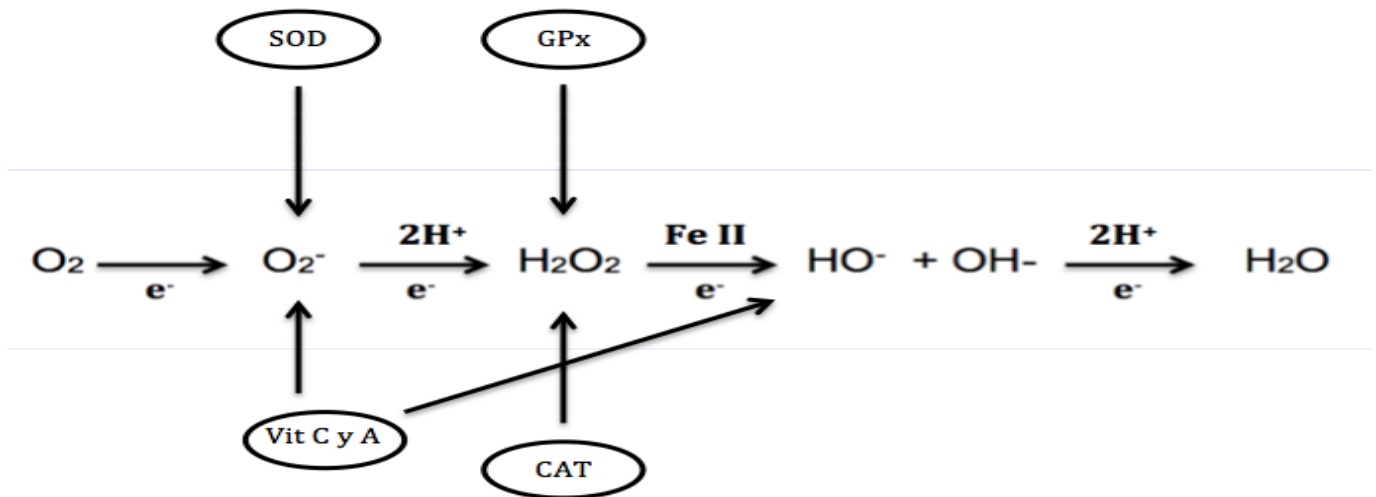 SOD
GPx
2H⁺
Fe II
2H⁺
O₂
O₂⁻
H₂O₂
HO⁻ + OH-
H₂O
e⁻
e⁻
e⁻
e⁻
Vit C y A
CAT